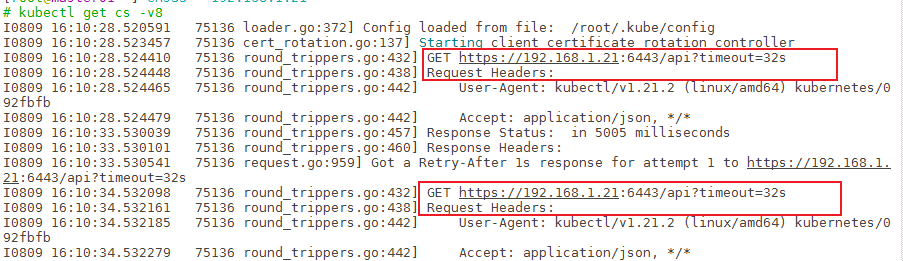 # kubectl get cs -v8
I0809 16:10:28.520591   75136 loader.go:372] Config loaded from file:  /root/.kube/config
I0809 16:10:28.523457   75136 cert_rotation.go:137] Starting client certificate rotation controller
I0809 16:10:28.524410   75136 round_trippers.go:432] GET https://192.168.1.21:6443/api?timeout=32s
I0809 16:10:28.524448   75136 round_trippers.go:438] Request Headers:
I0809 16:10:28.524465   75136 round_trippers.go:442]     User-Agent: kubectl/v1.21.2 (linux/amd64) kubernetes/0
92fbfb
I0809 16:10:28.524479   75136 round_trippers.go:442]     Accept: application/json, */*
I0809 16:10:33.530039   75136 round_trippers.go:457] Response Status:  in 5005 milliseconds
I0809 16:10:33.530101   75136 round_trippers.go:460] Response Headers:
I0809 16:10:33.530541   75136 request.go:959] Got a Retry-After 1s response for attempt 1 to https://192.168.1.
21:6443/api?timeout=32s
I0809 16:10:34.532098   75136 round_trippers.go:432] GET https://192.168.1.21:6443/api?timeout=32s
I0809 16:10:34.532161   75136 round_trippers.go:438] Request Headers:
I0809 16:10:34.532185   75136 round_trippers.go:442]     User-Agent: kubectl/v1.21.2 (linux/amd64) kubernetes/0
92fbfb
I0809 16:10:34.532279   75136 round_trippers.go:442]     Accept: application/json, */*